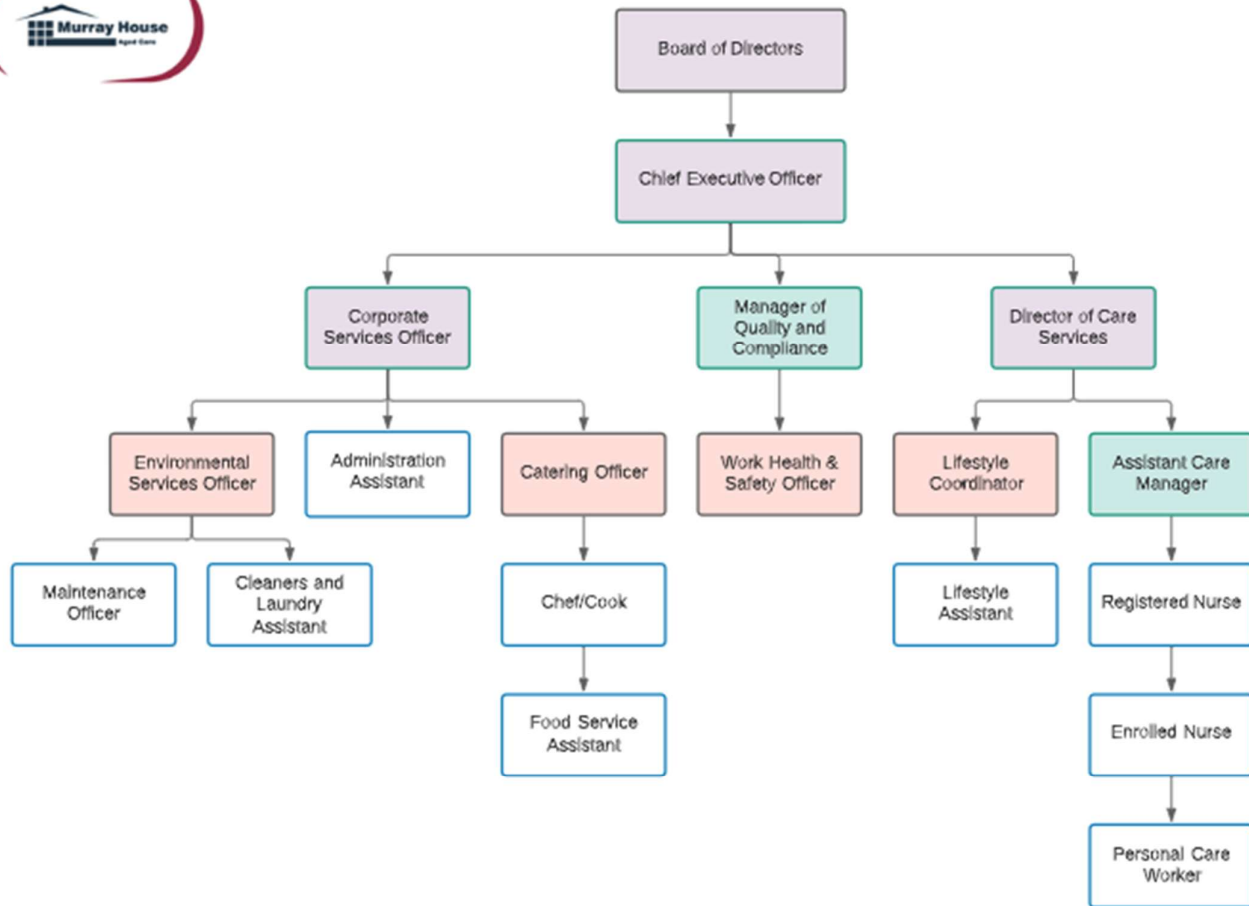 Murray House
Aged Care
Board of Directors
Chief Executive Officer
Corporate
Services Officer
Manager of
Quality and
Compliance
Director of Care
Services
Environmental
Services Officer
Administration
Assistant
Catering Officer
Work Health &
Safety Officer
Lifestyle
Coordinator
Assistant Care
Manager
Maintenance
Officer
Cleaners and
Laundry
Assistant
Chef/Cook
Lifestyle
Assistant
Registered Nurse
Food Service
Assistant
Enrolled Nurse
Personal Care
Worker